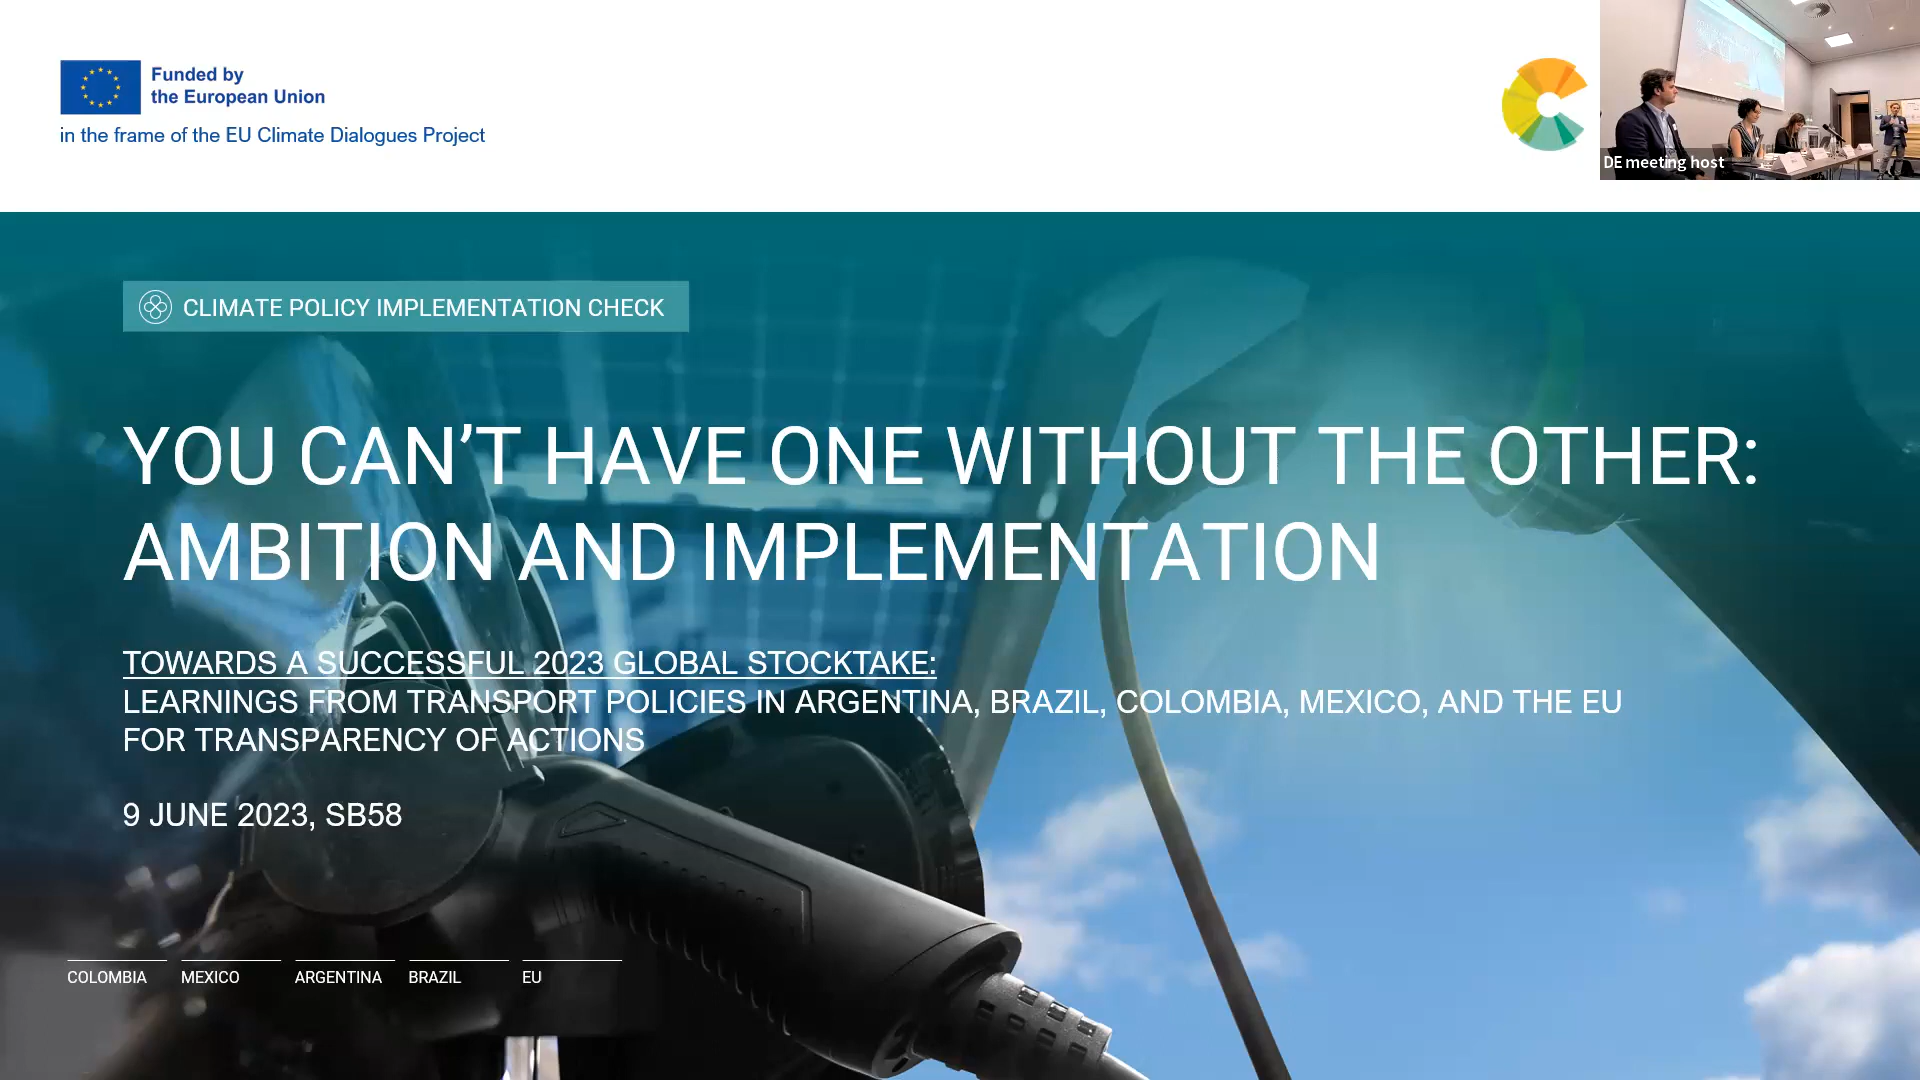 Funded by
the European Union
in the frame of the EU Climate Dialogues Project
DE meeting host
CLIMATE POLICY IMPLEMENTATION CHECK
YOU CAN’T HAVE ONE WITHOUT THE OTHER:
AMBITION AND IMPLEMENTATION
TOWARDS A SUCCESSFUL 2023 GLOBAL STOCKTAKE:
LEARNINGS FROM TRANSPORT POLICIES IN ARGENTINA, BRAZIL, COLOMBIA, MEXICO, AND THE EU
FOR TRANSPARENCY OF ACTIONS
9 JUNE 2023, SB58
COLOMBIA MEXICO ARGENTINA BRAZIL EU